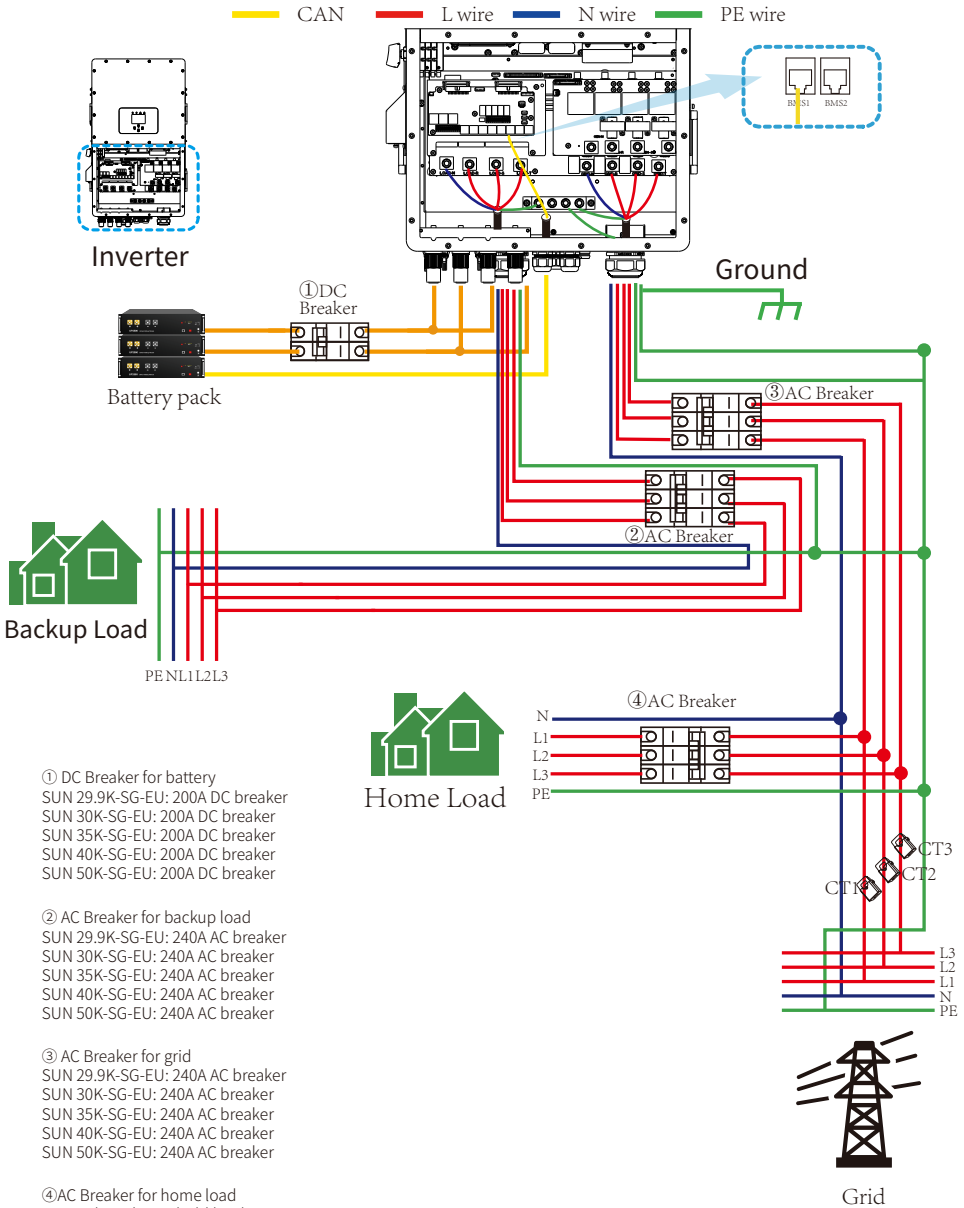 CAN L wire N wire PE wire
BMS1 BMS2
Inverter
Ground
①DC
Breaker
Battery pack
③AC Breaker
②AC Breaker
Backup Load
PE N L1 L2 L3
④AC Breaker
N
L1
L2
L3
PE
Home Load
CT3
CT2
CT1
L3
L2
L1
N
PE
Grid
① DC Breaker for battery
SUN 29.9K-SG-EU: 200A DC breaker
SUN 30K-SG-EU: 200A DC breaker
SUN 35K-SG-EU: 200A DC breaker
SUN 40K-SG-EU: 200A DC breaker
SUN 50K-SG-EU: 200A DC breaker
② AC Breaker for backup load
SUN 29.9K-SG-EU: 240A AC breaker
SUN 30K-SG-EU: 240A AC breaker
SUN 35K-SG-EU: 240A AC breaker
SUN 40K-SG-EU: 240A AC breaker
SUN 50K-SG-EU: 240A AC breaker
③ AC Breaker for grid
SUN 29.9K-SG-EU: 240A AC breaker
SUN 30K-SG-EU: 240A AC breaker
SUN 35K-SG-EU: 240A AC breaker
SUN 40K-SG-EU: 240A AC breaker
SUN 50K-SG-EU: 240A AC breaker
④AC Breaker for home load